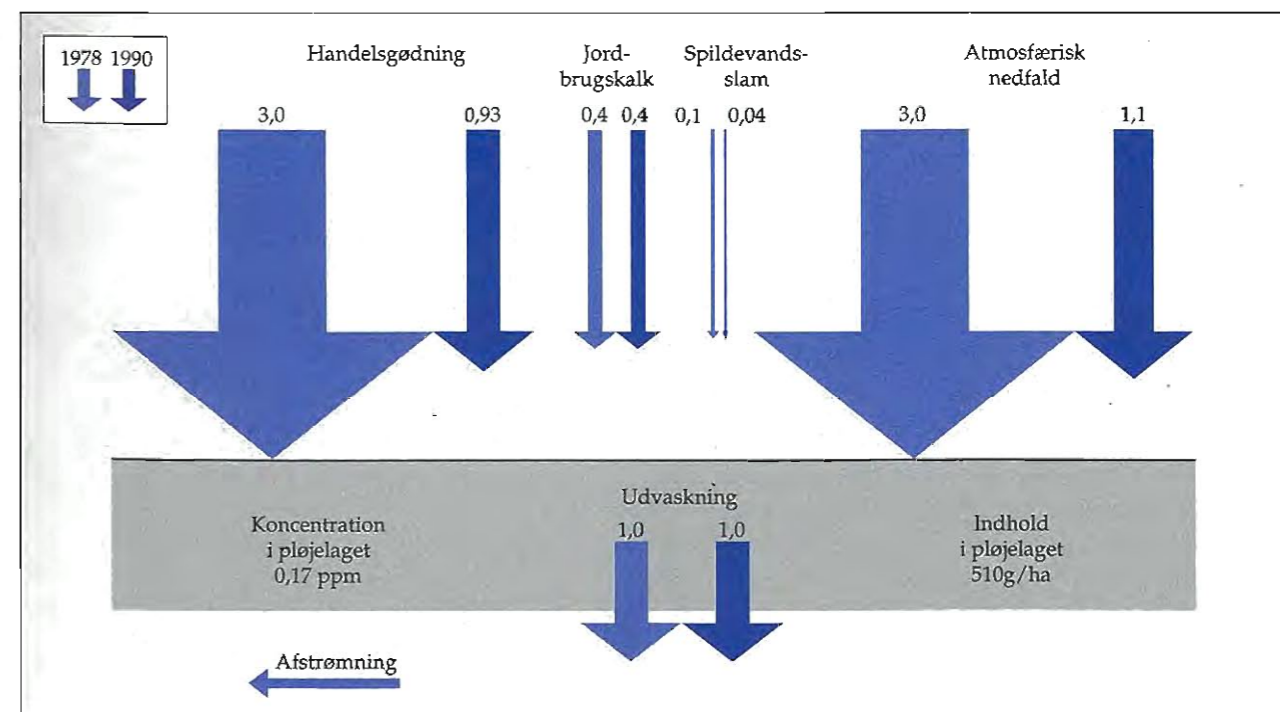 1978 1990
Handelsgødning
Jord-
brugskalk
Spildevands-
slam
Atmosfærisk
nedfald
3,0
0,93
0,4 0,4
0,1
0,04
3,0
1,1
Udvaskning
1,0
1,0
Koncentration
i pløjelaget
0,17 ppm
Indhold
i pløjelaget
510g/ha
Afstrømning